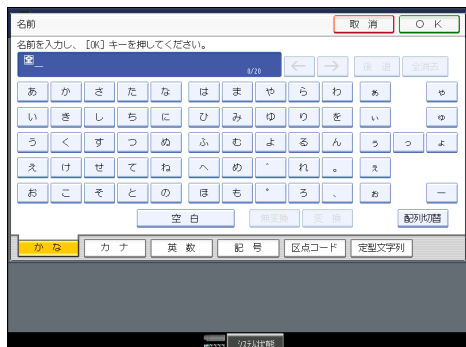 名前
取 消
O K
名前を入力し、[OK] キーを押してください。
全_
0/20
← → 後 退 全消去
あ か さ た な は ま や ら わ ぁ ゃ
い き し ち に ひ み ゆ り を ぃ ゅ
う く す つ ぬ ふ む よ る ん ぅ っ ょ
え け せ て ね へ め ゛ れ 。 ぇ
お こ そ と の ほ も ゜ ろ 、 ぉ ー
空 白 無変換 変 換 配列切替
か な カ ナ 英 数 記 号 区点コード 定型文字列
システム状態